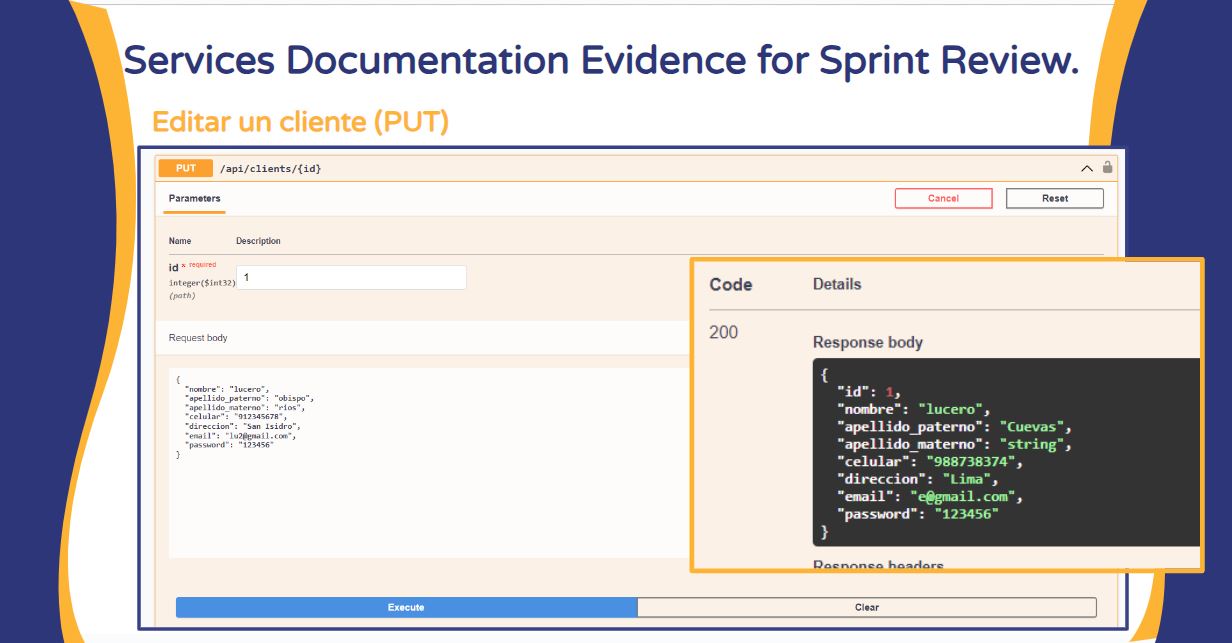 Services Documentation Evidence for Sprint Review.
Editar un cliente (PUT)
PUT /api/clients/{id}
Parameters
Cancel
Reset
Name Description
id * required
integer($int32)
(path)
1
Request body
{
"nombre": "lucero",
"apellido_paterno": "obispo",
"apellido_materno": "rios",
"celular": "912345678",
"direccion": "San Isidro",
"email": "lu2@gmail.com",
"password": "123456"
}
Execute
Clear
Code Details
200
Response body
{
"id": 1,
"nombre": "lucero",
"apellido_paterno": "Cuevas",
"apellido_materno": "string",
"celular": "988738374",
"direccion": "Lima",
"email": "e@gmail.com",
"password": "123456"
}
Response headers